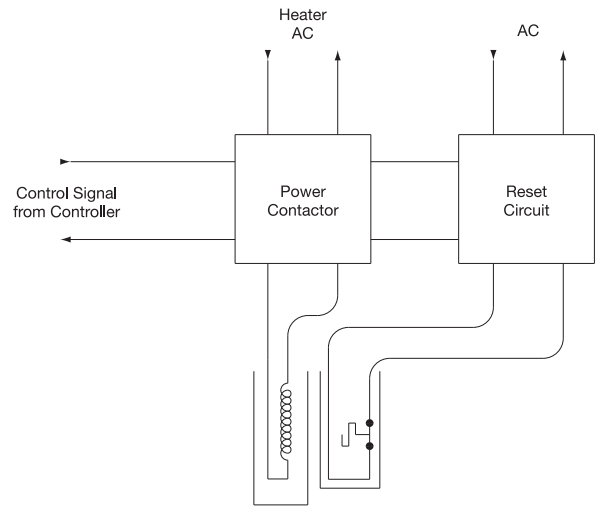 Heater
AC
AC
Control Signal
from Controller
Power
Contactor
Reset
Circuit